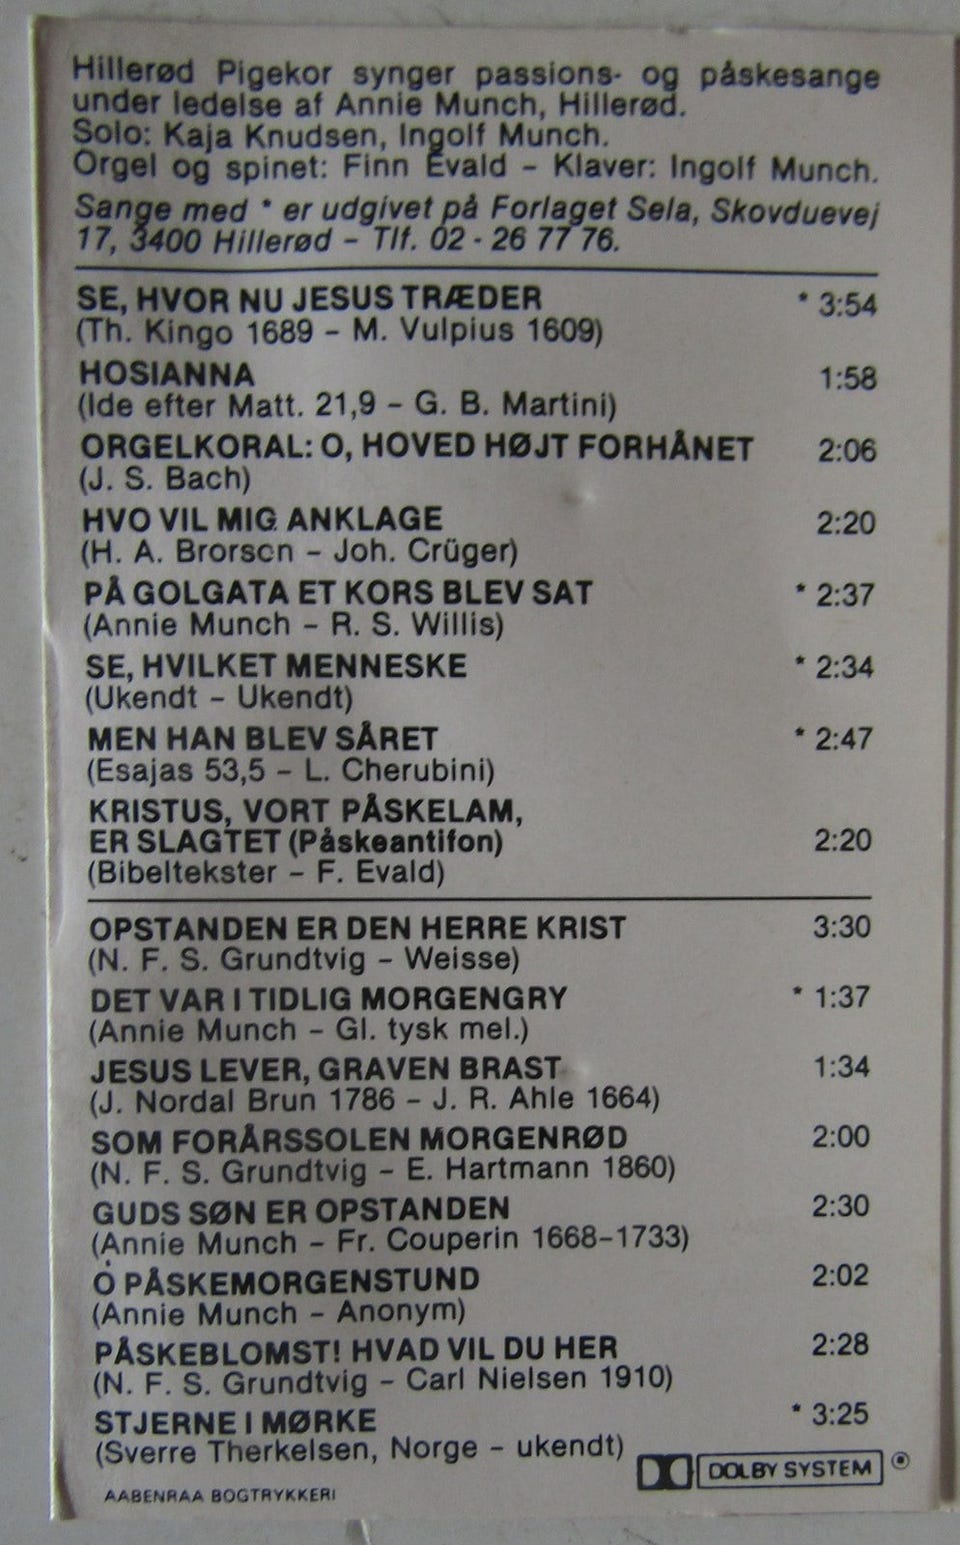 Hillerød Pigekor synger passions- og påskesange
under ledelse af Annie Munch, Hillerød.
Solo: Kaja Knudsen, Ingolf Munch.
Orgel og spinet: Finn Evald – Klaver: Ingolf Munch.
Sange med * er udgivet på Forlaget Sela, Skovduevej
17, 3400 Hillerød – Tlf. 02 - 26 77 76.
SE, HVOR NU JESUS TRÆDER * 3:54
(Th. Kingo 1689 – M. Vulpius 1609)
HOSIANNA 1:58
(Ide efter Matt. 21,9 – G. B. Martini)
ORGELKORAL: O, HOVED HØJT FORHÅNET 2:06
(J. S. Bach)
HVO VIL MIG ANKLAGE 2:20
(H. A. Brorson – Joh. Crüger)
PÅ GOLGATA ET KORS BLEV SAT * 2:37
(Annie Munch – R. S. Willis)
SE, HVILKET MENNESKE * 2:34
(Ukendt – Ukendt)
MEN HAN BLEV SÅRET * 2:47
(Esajas 53,5 – L. Cherubini)
KRISTUS, VORT PÅSKELAM,
ER SLAGTET (Påskeantifon) 2:20
(Bibeltekster – F. Evald)
OPSTANDEN ER DEN HERRE KRIST 3:30
(N. F. S. Grundtvig – Weisse)
DET VAR I TIDLIG MORGENGRY * 1:37
(Annie Munch – Gl. tysk mel.)
JESUS LEVER, GRAVEN BRAST 1:34
(J. Nordal Brun 1786 – J. R. Ahle 1664)
SOM FORÅRSSOLEN MORGENRØD 2:00
(N. F. S. Grundtvig – E. Hartmann 1860)
GUDS SØN ER OPSTANDEN 2:30
(Annie Munch – Fr. Couperin 1668–1733)
O PÅSKEMORGENSTUND 2:02
(Annie Munch – Anonym)
PÅSKEBLOMST! HVAD VIL DU HER 2:28
(N. F. S. Grundtvig – Carl Nielsen 1910)
STJERNE I MØRKE * 3:25
(Sverre Therkelsen, Norge – ukendt)
DOLBY SYSTEM ®
AABENRAA BOGTRYKKERI